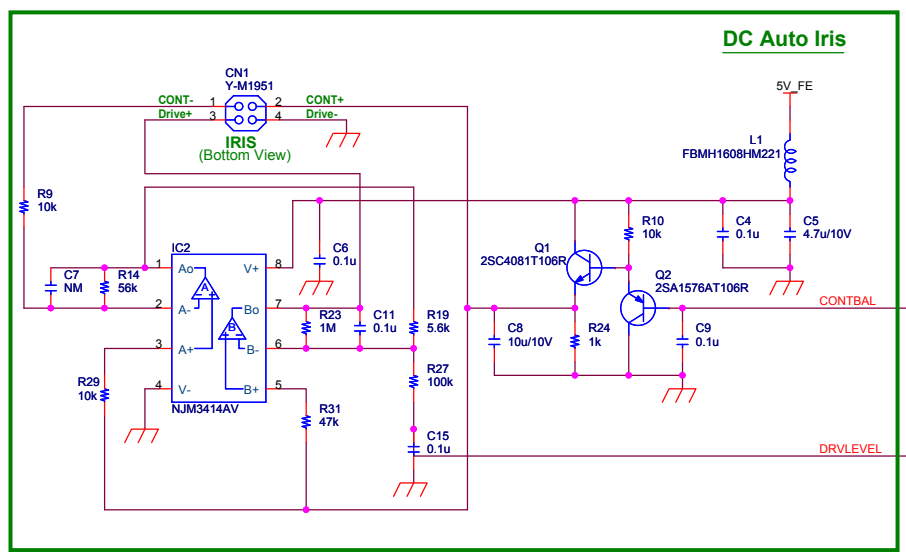 DC Auto Iris
CN1
Y-M1951
5V_FE
CONT- 1 2 CONT+
Drive+ 3 4 Drive-
IRIS
(Bottom View)
L1
FBMH1608HM221
R9
10k
R10
10k
C4
0.1u
C5
4.7u/10V
IC2
C6
0.1u
Q1
2SC4081T106R
Q2
2SA1576AT106R
C7
NM
R14
56k
1 Ao V+ 8
A
2 A- Bo 7
B
3 A+ B- 6
4 V- B+ 5
NJM3414AV
R23
1M
C11
0.1u
R19
5.6k
C8
10u/10V
R24
1k
C9
0.1u
CONTBAL
R29
10k
R27
100k
R31
47k
C15
0.1u
DRVLEVEL